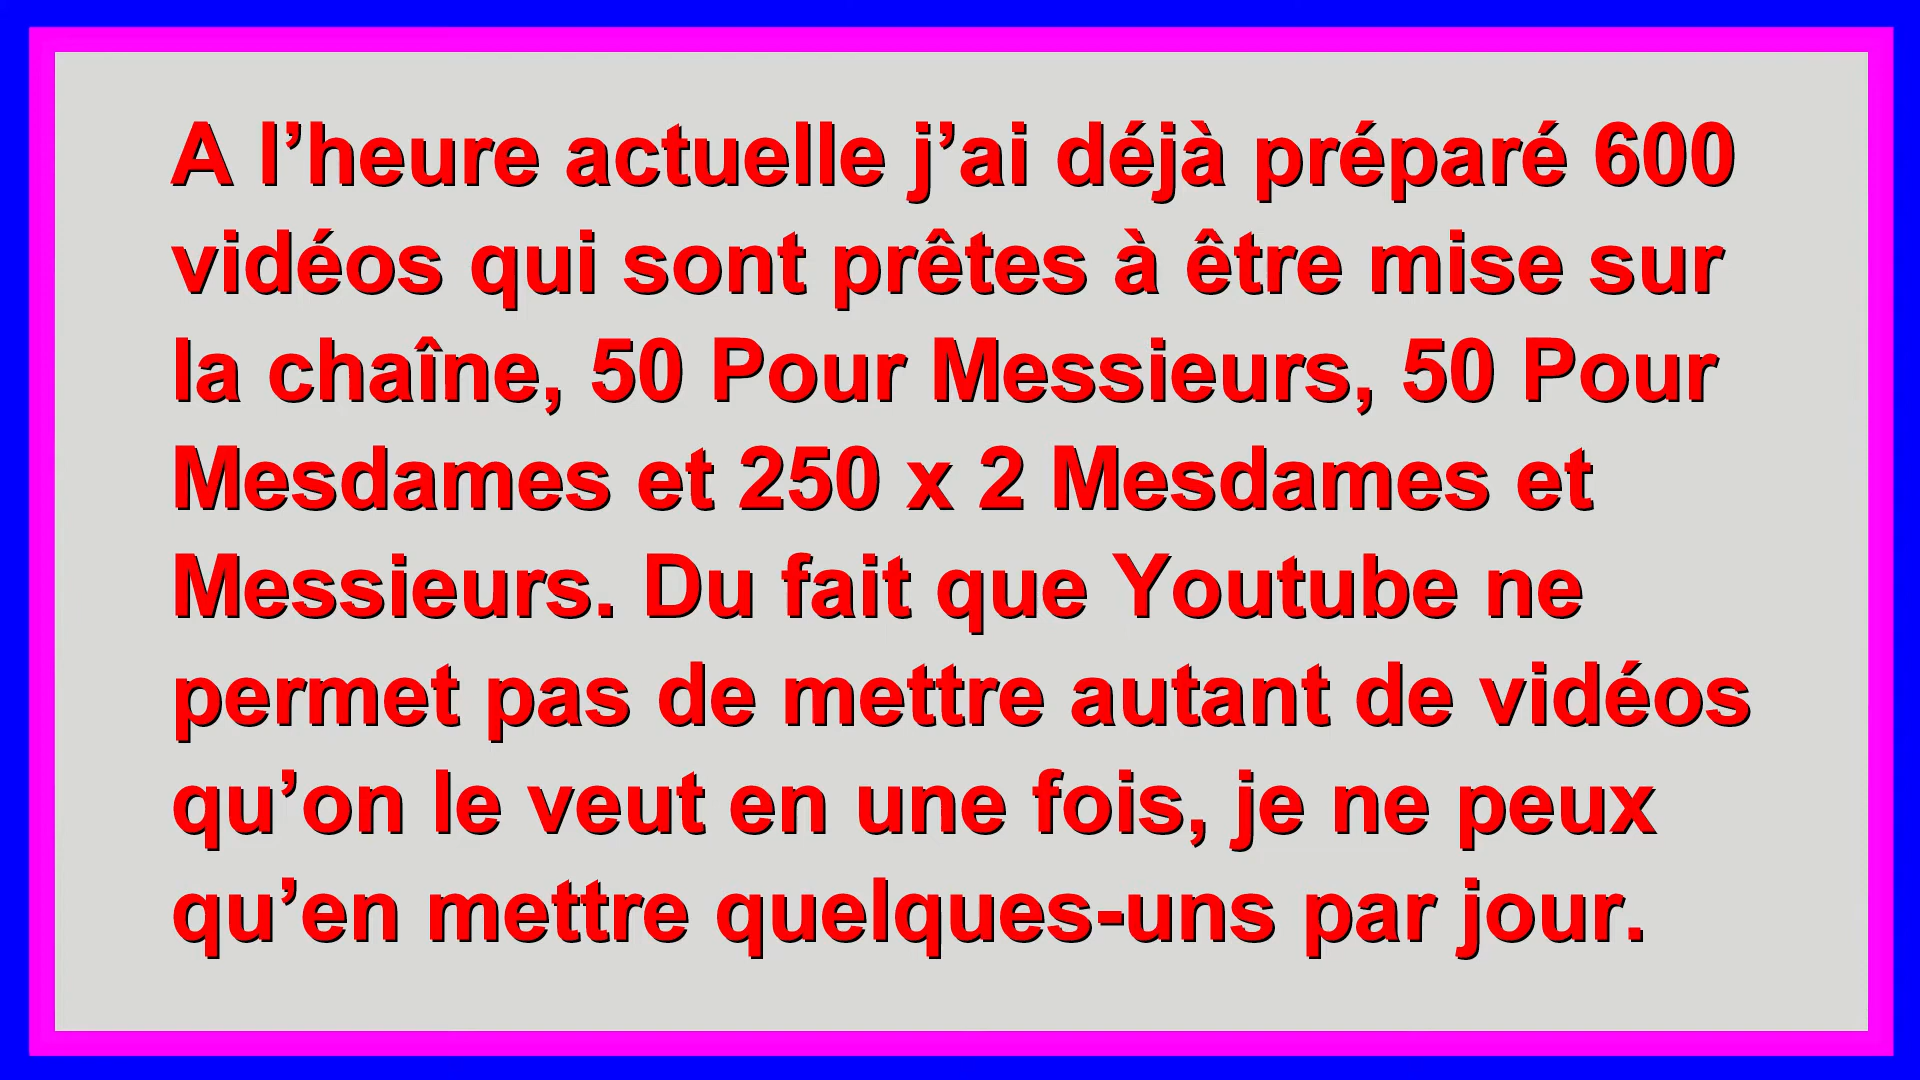 A l’heure actuelle j’ai déjà préparé 600
vidéos qui sont prêtes à être mise sur
la chaîne, 50 Pour Messieurs, 50 Pour
Mesdames et 250 x 2 Mesdames et
Messieurs. Du fait que Youtube ne
permet pas de mettre autant de vidéos
qu’on le veut en une fois, je ne peux
qu’en mettre quelques-uns par jour.